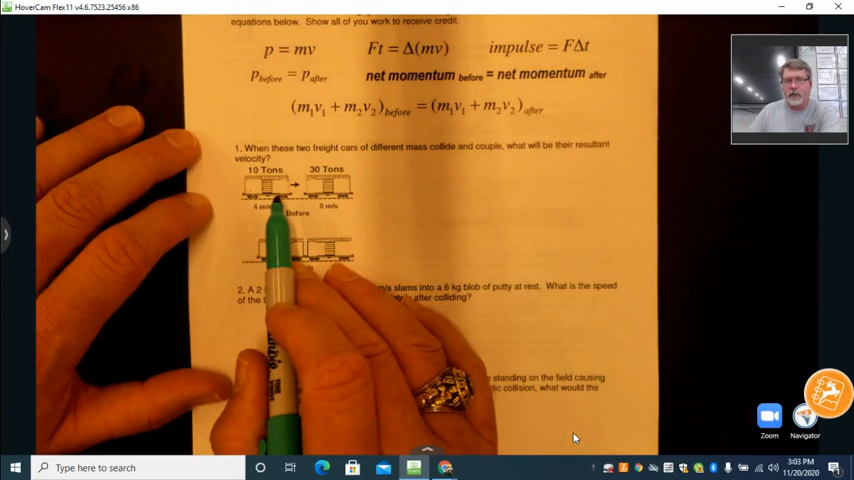 HoverCam Flex11 v4.6.7523.25456 x86
equations below. Show all of you work to receive credit.
p = mv Ft = Δ(mv) impulse = FΔt
p_before = p_after net momentum before = net momentum after
(m₁v₁ + m₂v₂)before = (m₁v₁ + m₂v₂)after
1. When these two freight cars of different mass collide and couple, what will be their resultant
velocity?
10 Tons 30 Tons
4 m/s 0 m/s
Before
2. A 2 m/s slams into a 6 kg blob of putty at rest. What is the speed
of the after colliding?
standing on the field causing
collision, what would the
Zoom
Navigator
Type here to search
3:03 PM
11/20/2020